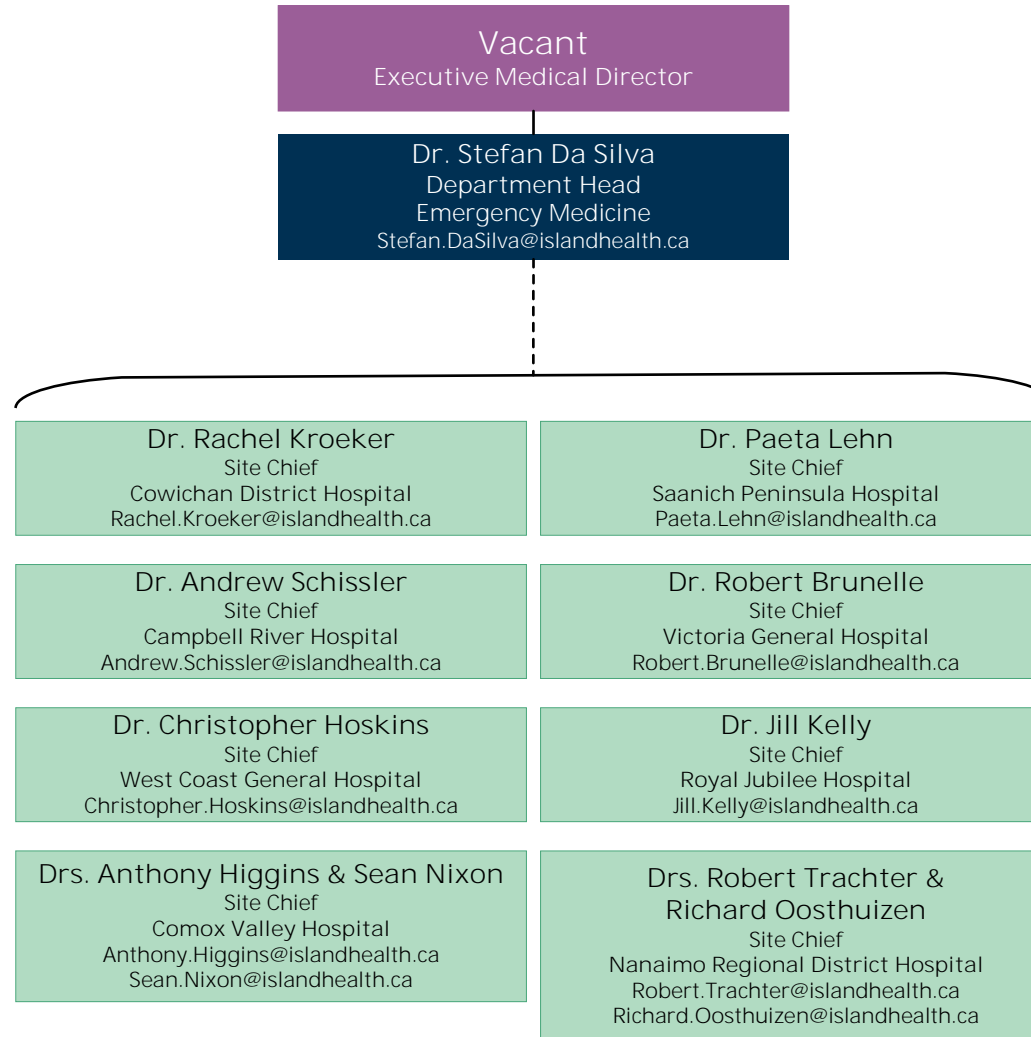 Vacant
Executive Medical Director
Dr. Stefan Da Silva
Department Head
Emergency Medicine
Stefan.DaSilva@islandhealth.ca
Dr. Rachel Kroeker
Site Chief
Cowichan District Hospital
Rachel.Kroeker@islandhealth.ca
Dr. Paeta Lehn
Site Chief
Saanich Peninsula Hospital
Paeta.Lehn@islandhealth.ca
Dr. Andrew Schissler
Site Chief
Campbell River Hospital
Andrew.Schissler@islandhealth.ca
Dr. Robert Brunelle
Site Chief
Victoria General Hospital
Robert.Brunelle@islandhealth.ca
Dr. Christopher Hoskins
Site Chief
West Coast General Hospital
Christopher.Hoskins@islandhealth.ca
Dr. Jill Kelly
Site Chief
Royal Jubilee Hospital
Jill.Kelly@islandhealth.ca
Drs. Anthony Higgins & Sean Nixon
Site Chief
Comox Valley Hospital
Anthony.Higgins@islandhealth.ca
Sean.Nixon@islandhealth.ca
Drs. Robert Trachter &
Richard Oosthuizen
Site Chief
Nanaimo Regional District Hospital
Robert.Trachter@islandhealth.ca
Richard.Oosthuizen@islandhealth.ca